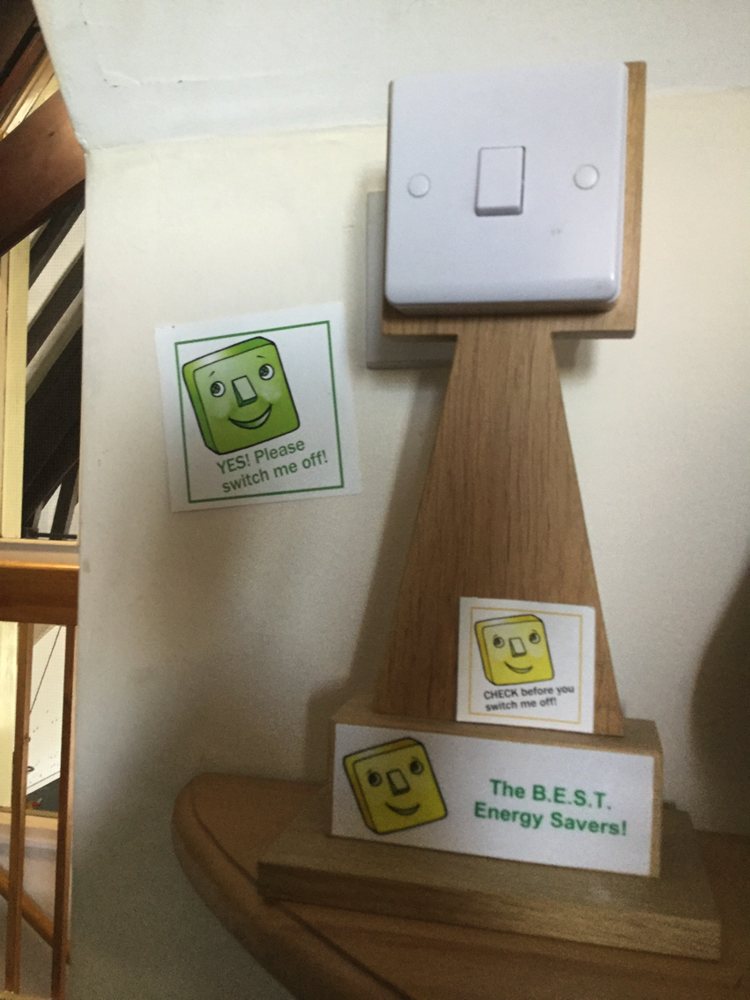 YES! Please
switch me off!
CHECK before you
switch me off!
The B.E.S.T.
Energy Savers!